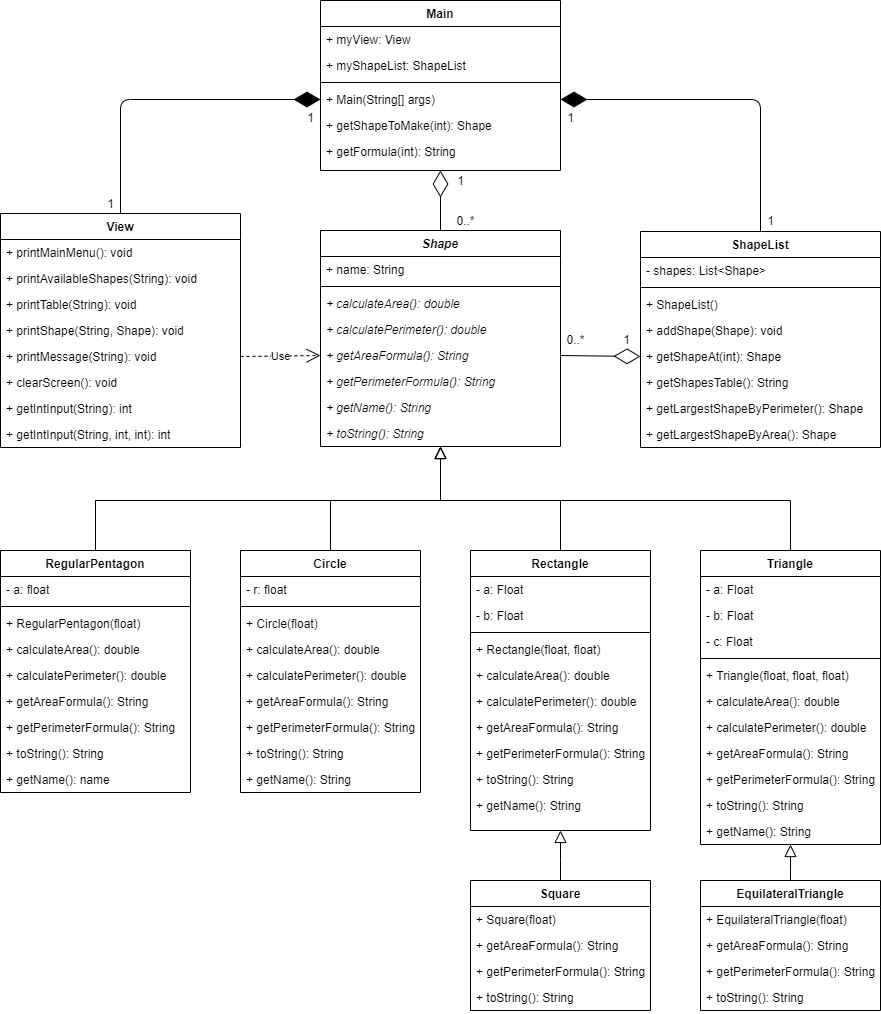 Main
+ myView: View
+ myShapeList: ShapeList
+ Main(String[] args)
+ getShapeToMake(int): Shape
+ getFormula(int): String
1
1
1
1
0..*
1
View
+ printMainMenu(): void
+ printAvailableShapes(String): void
+ printTable(String): void
+ printShape(String, Shape): void
+ printMessage(String): void
+ clearScreen(): void
+ getIntInput(String): int
+ getIntInput(String, int, int): int
Use
Shape
+ name: String
+ calculateArea(): double
+ calculatePerimeter(): double
+ getAreaFormula(): String
+ getPerimeterFormula(): String
+ getName(): String
+ toString(): String
0..*
1
ShapeList
- shapes: List<Shape>
+ ShapeList()
+ addShape(Shape): void
+ getShapeAt(int): Shape
+ getShapesTable(): String
+ getLargestShapeByPerimeter(): Shape
+ getLargestShapeByArea(): Shape
RegularPentagon
- a: float
+ RegularPentagon(float)
+ calculateArea(): double
+ calculatePerimeter(): double
+ getAreaFormula(): String
+ getPerimeterFormula(): String
+ toString(): String
+ getName(): name
Circle
- r: float
+ Circle(float)
+ calculateArea(): double
+ calculatePerimeter(): double
+ getAreaFormula(): String
+ getPerimeterFormula(): String
+ toString(): String
+ getName(): String
Rectangle
- a: Float
- b: Float
+ Rectangle(float, float)
+ calculateArea(): double
+ calculatePerimeter(): double
+ getAreaFormula(): String
+ getPerimeterFormula(): String
+ toString(): String
+ getName(): String
Triangle
- a: Float
- b: Float
- c: Float
+ Triangle(float, float, float)
+ calculateArea(): double
+ calculatePerimeter(): double
+ getAreaFormula(): String
+ getPerimeterFormula(): String
+ toString(): String
+ getName(): String
Square
+ Square(float)
+ getAreaFormula(): String
+ getPerimeterFormula(): String
+ toString(): String
EquilateralTriangle
+ EquilateralTriangle(float)
+ getAreaFormula(): String
+ getPerimeterFormula(): String
+ toString(): String